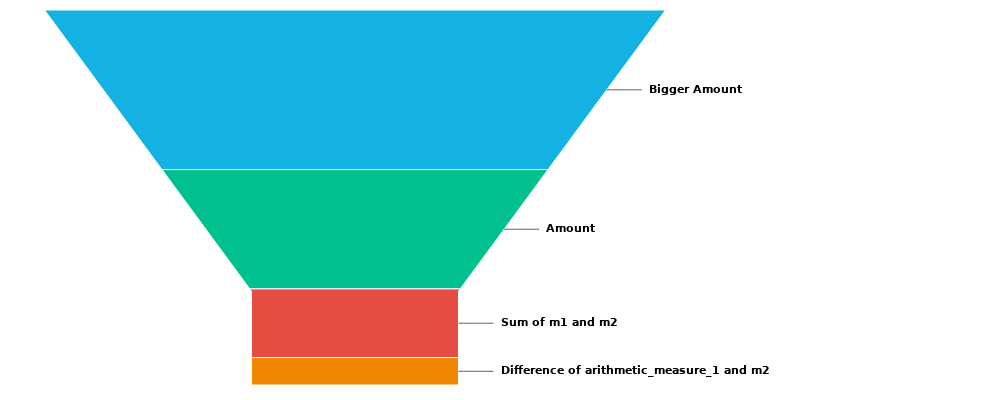 Bigger Amount
Amount
Sum of m1 and m2
Difference of arithmetic_measure_1 and m2